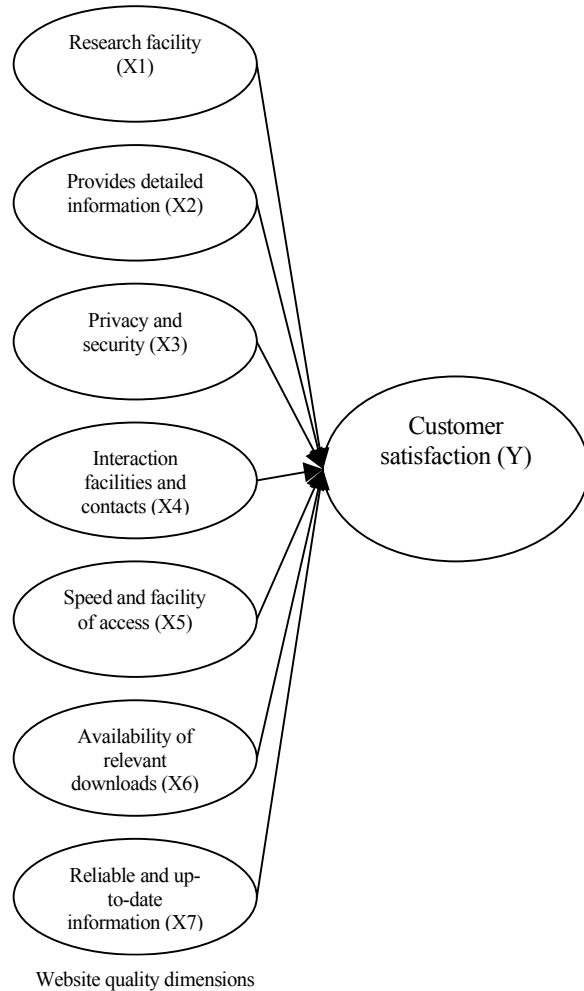 Research facility
(X1)
Provides detailed
information (X2)
Privacy and
security (X3)
Interaction
facilities and
contacts (X4)
Speed and facility
of access (X5)
Availability of
relevant
downloads (X6)
Reliable and up-
to-date
information (X7)
Customer
satisfaction (Y)
Website quality dimensions